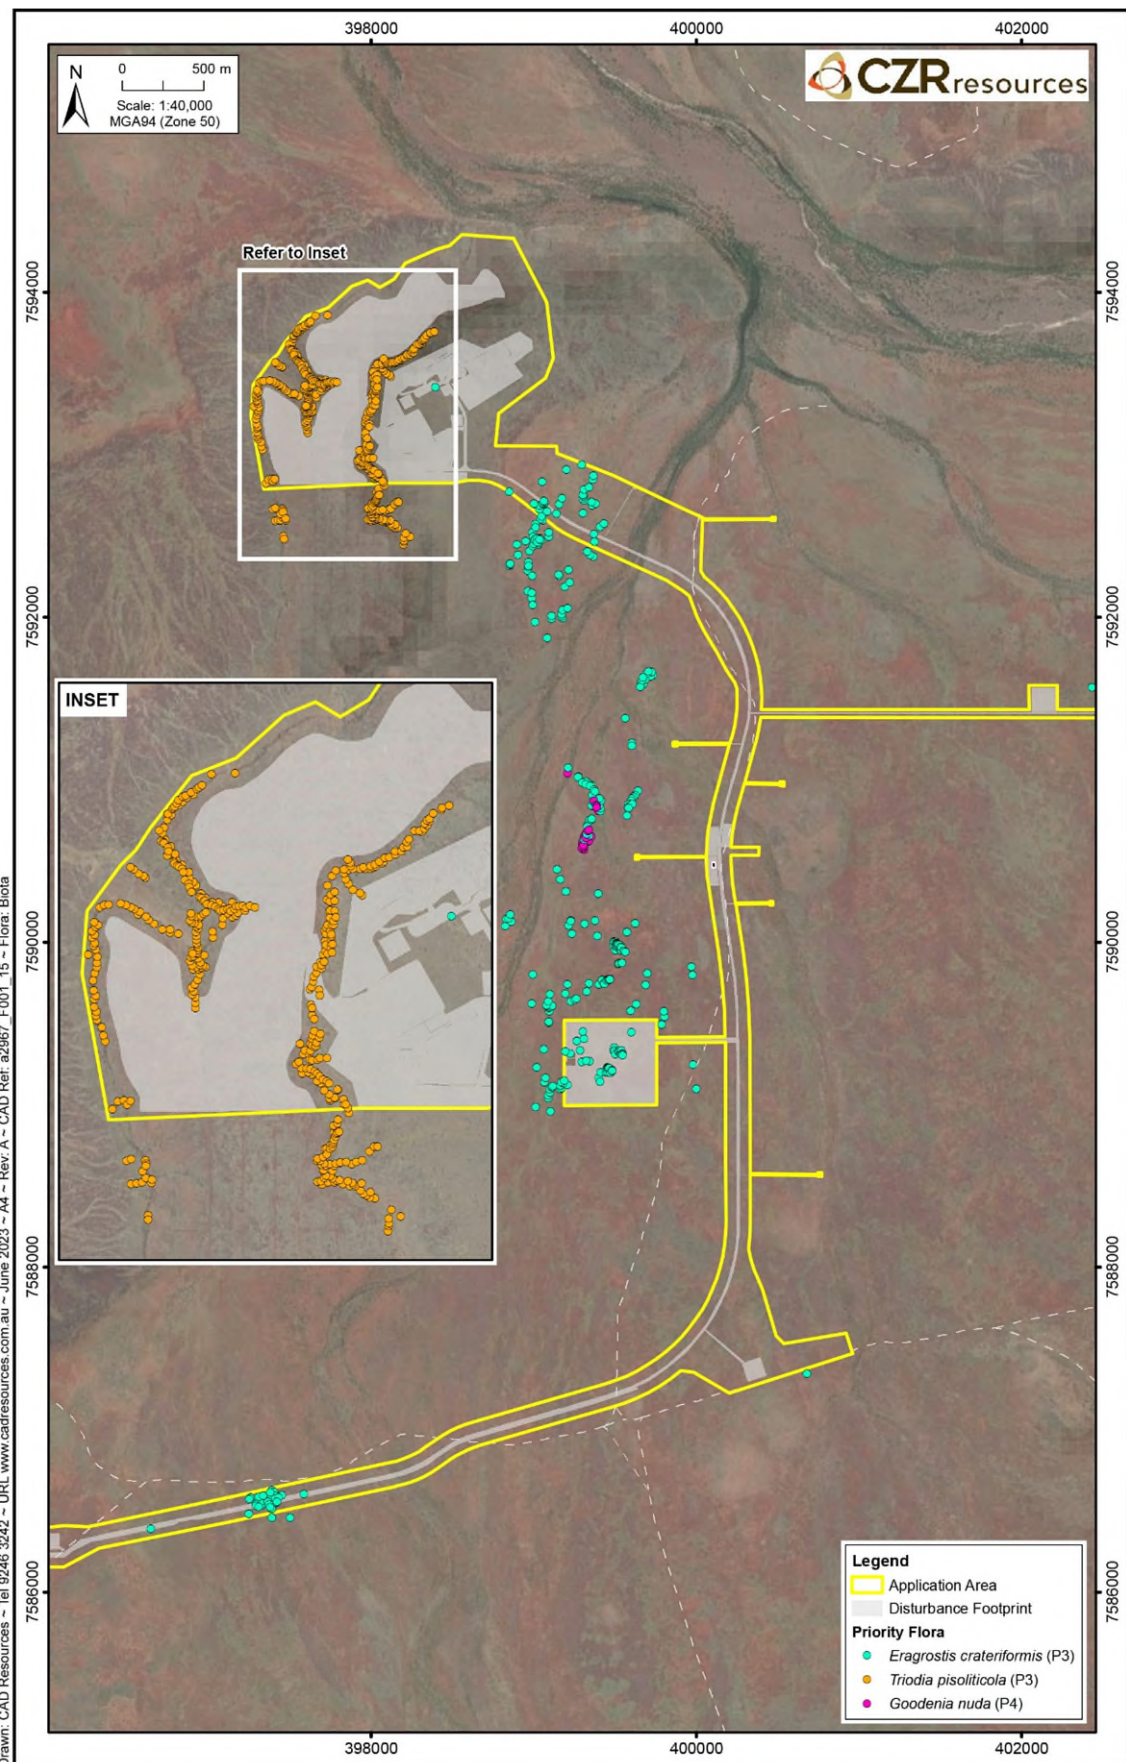 398000
400000
402000
N
0 500 m
Scale: 1:40,000
MGA94 (Zone 50)
CZR resources
Refer to Inset
7594000
7594000
7592000
7592000
INSET
7590000
7590000
7588000
7588000
7586000
7586000
Legend
Application Area
Disturbance Footprint
Priority Flora
Eragrostis crateriformis (P3)
Triodia pisoliticola (P3)
Goodenia nuda (P4)
398000
400000
402000
Drawn: CAD Resources ~ Tel 9246 3242 ~ URL www.cadresources.com.au ~ June 2023 ~ A4 ~ Rev: A ~ CAD Ref: a2967_F001_15 ~ Flora: Biota